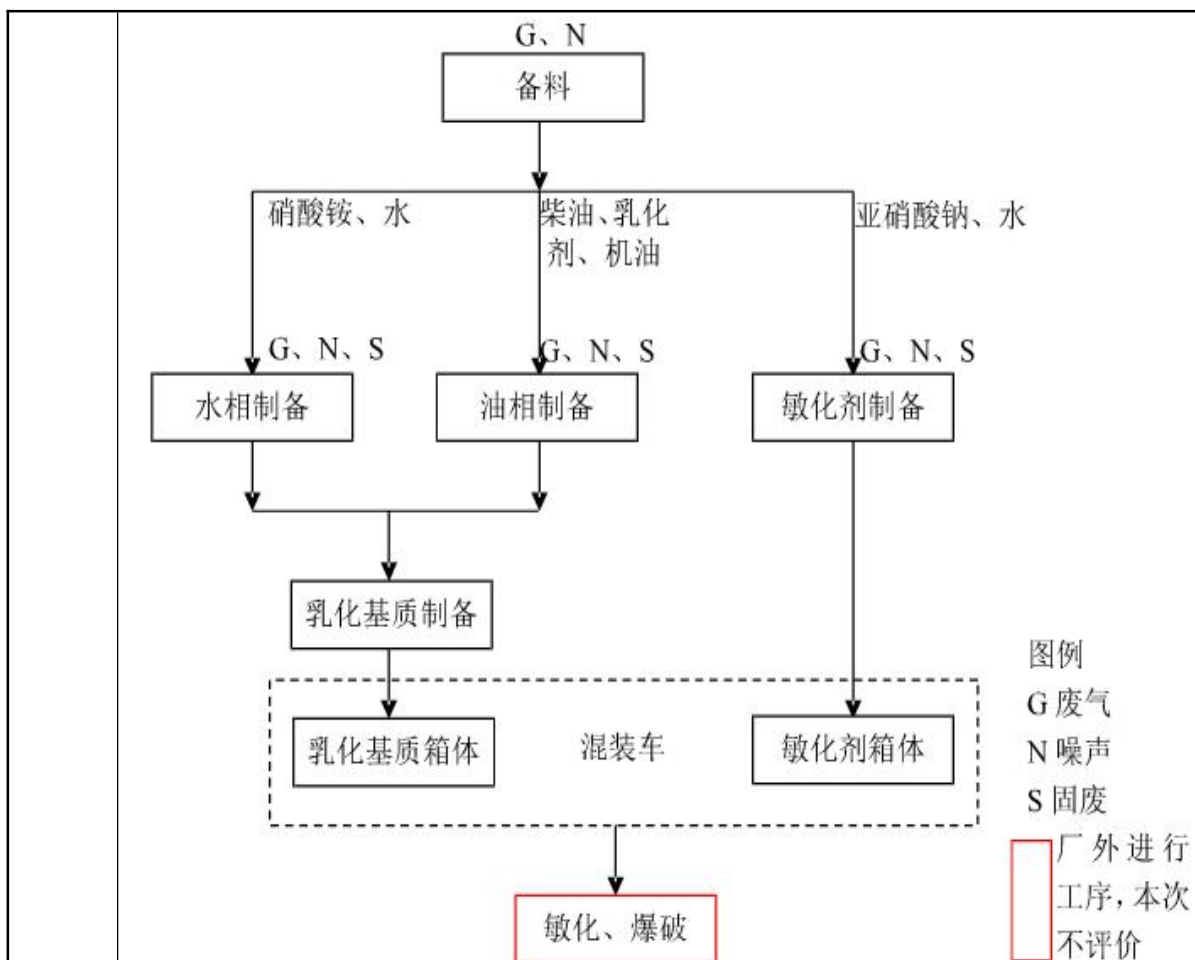 G、N
备料
硝酸铵、水
柴油、乳化
剂、机油
亚硝酸钠、水
G、N、S
G、N、S
G、N、S
水相制备
油相制备
敏化剂制备
乳化基质制备
乳化基质箱体
混装车
敏化剂箱体
敏化、爆破
图例
G 废气
N 噪声
S 固废
厂外进行
工序，本次
不评价